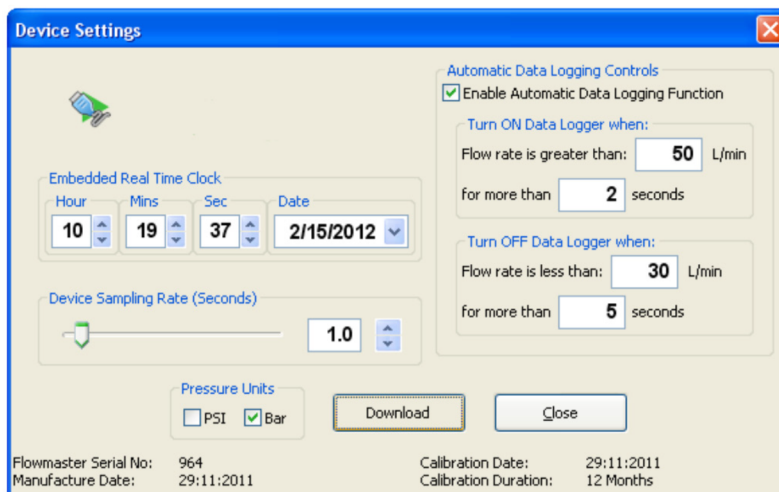 Device Settings
Automatic Data Logging Controls
Enable Automatic Data Logging Function
Turn ON Data Logger when:
Flow rate is greater than: 50 L/min
for more than 2 seconds
Embedded Real Time Clock
Hour Mins Sec Date
10 19 37 2/15/2012
Turn OFF Data Logger when:
Flow rate is less than: 30 L/min
for more than 5 seconds
Device Sampling Rate (Seconds)
1.0
Pressure Units
PSI Bar
Download Close
Flowmaster Serial No: 964 Calibration Date: 29:11:2011
Manufacture Date: 29:11:2011 Calibration Duration: 12 Months